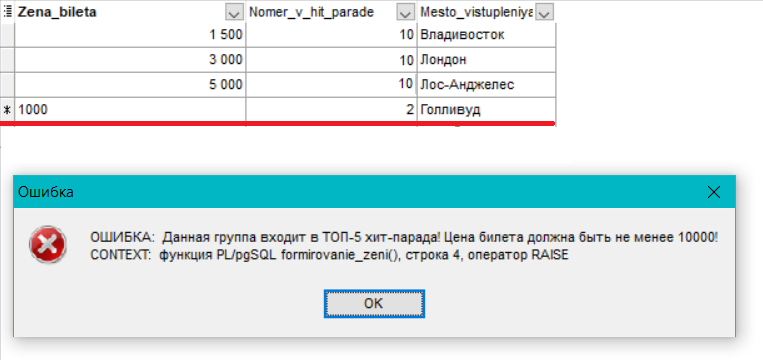 Zena_bileta Nomer_v_hit_parade Mesto_vistupleniya
1 500 10 Владивосток
3 000 10 Лондон
5 000 10 Лос-Анджелес
* 1000 2 Голливуд
Ошибка
ОШИБКА: Данная группа входит в ТОП-5 хит-парада! Цена билета должна быть не менее 10000!
CONTEXT: функция PL/pgSQL formirovanie_zeni(), строка 4, оператор RAISE
OK